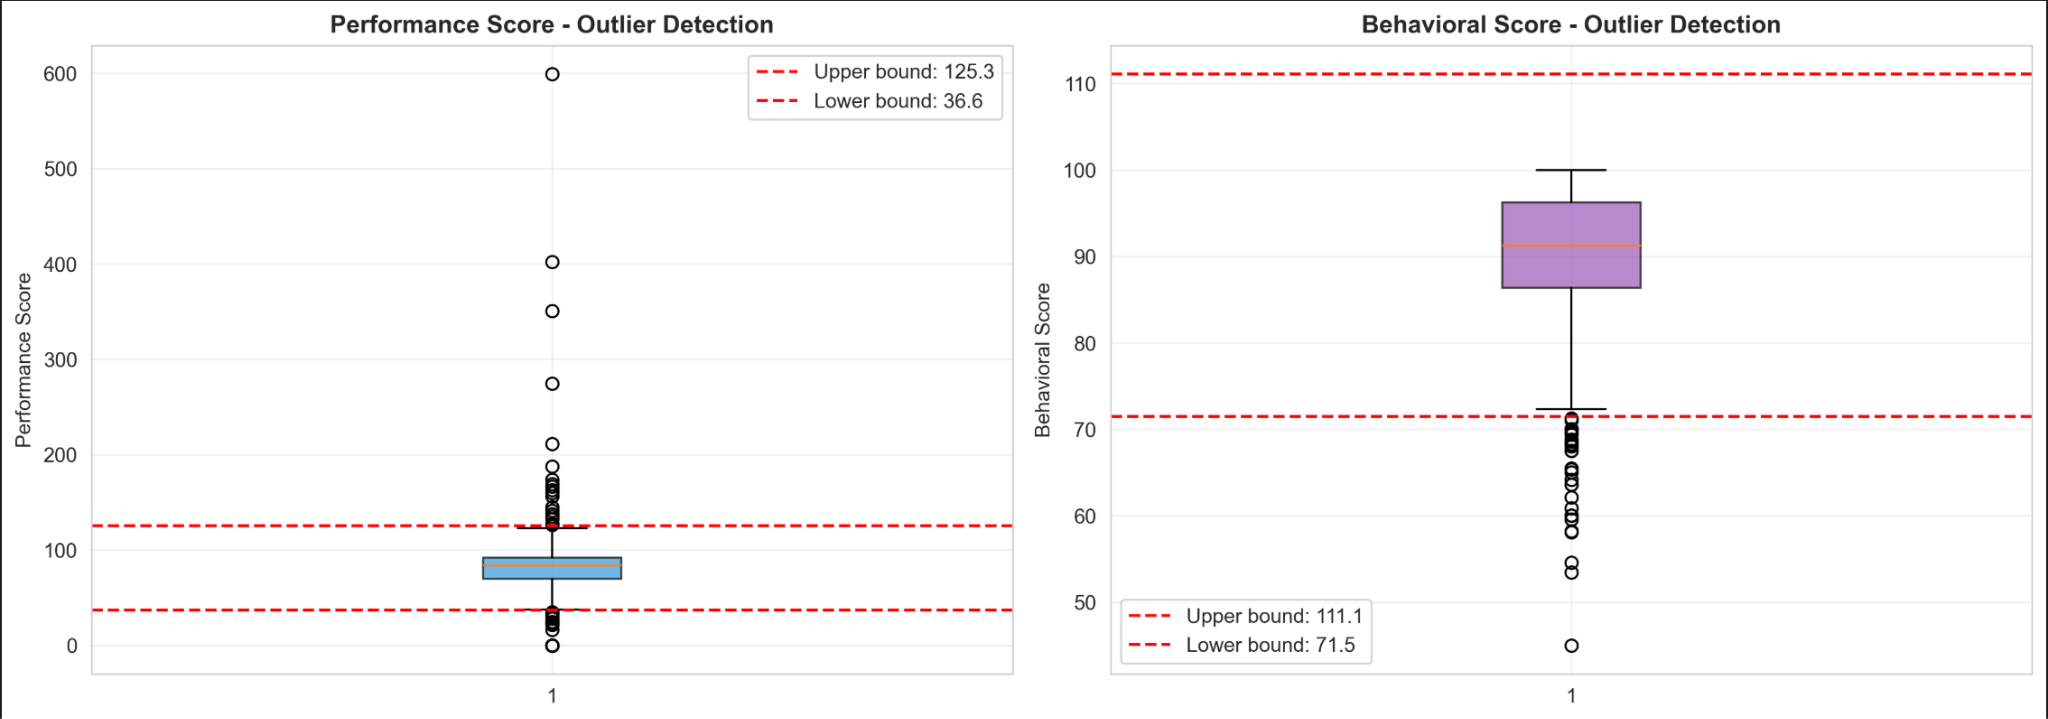 Performance Score - Outlier Detection
Performance Score
600
500
400
300
200
100
0
1
Upper bound: 125.3
Lower bound: 36.6
Behavioral Score - Outlier Detection
Behavioral Score
110
100
90
80
70
60
50
1
Upper bound: 111.1
Lower bound: 71.5